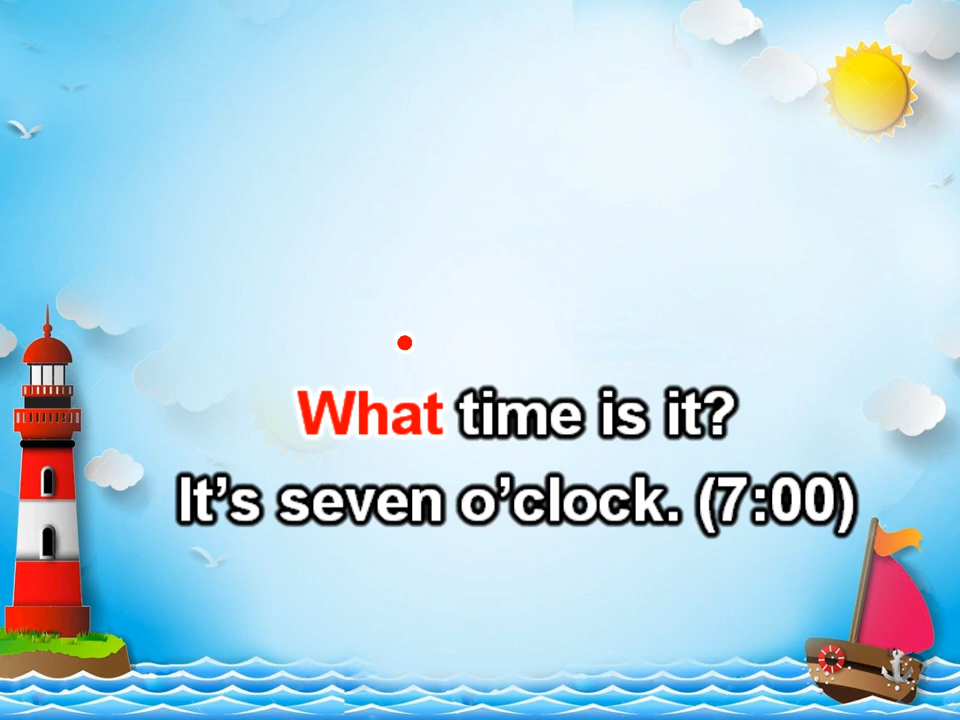 What time is it?
It’s seven o’clock. (7:00)